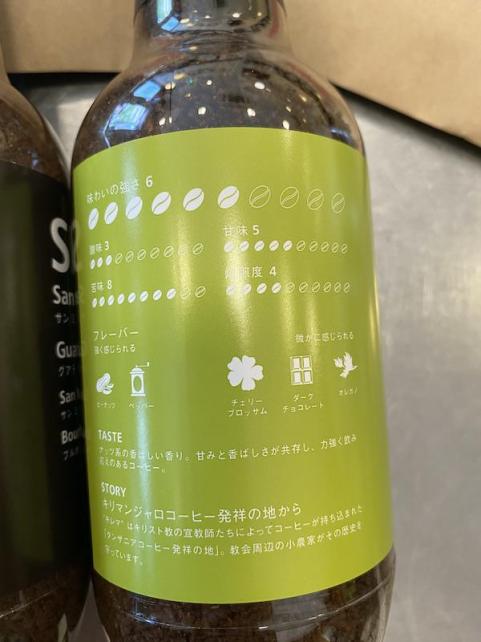 味わいの強さ 6
酸味 3
甘味 5
苦味 8
度 4
フレーバー
強く感じられる
微かに感じられる
ピーナッツ
ペッパー
チェリー
ブロッサム
ダーク
チョコレート
オレガノ
TASTE
ナッツ系の香ばしい香り。甘みと香ばしさが共存し、力強く飲み
応えのあるコーヒー。
STORY
キリマンジャロコーヒー発祥の地から
"キレマ"はキリスト教の宣教師たちによってコーヒーが持ち込まれた
「タンザニアコーヒー発祥の地」。教会周辺の小農家がその歴史を
守っています。
San
サン
Gua
グア
San
サン
Bou
ブル